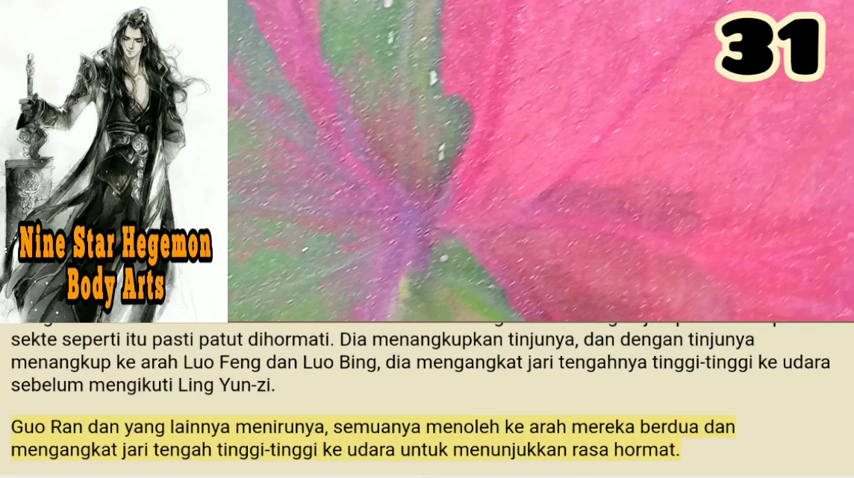 31
Nine Star Hegemon
Body Arts
sekte seperti itu pasti patut dihormati. Dia menangkupkan tinjunya, dan dengan tinjunya
menangkup ke arah Luo Feng dan Luo Bing, dia mengangkat jari tengahnya tinggi-tinggi ke udara
sebelum mengikuti Ling Yun-zi.
Guo Ran dan yang lainnya menirunya, semuanya menoleh ke arah mereka berdua dan
mengangkat jari tengah tinggi-tinggi ke udara untuk menunjukkan rasa hormat.